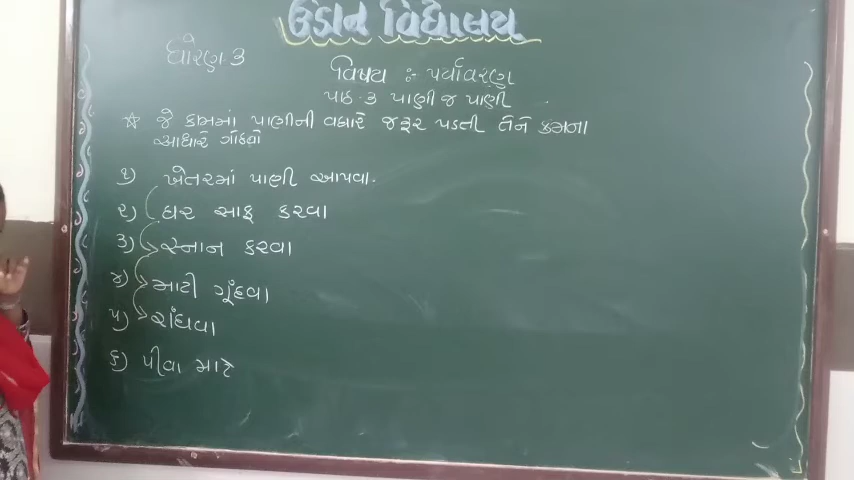 ઉડાન વિદ્યાલય
ધોરણ-૩
વિષય :- પર્યાવરણ
પાઠ-૩ પાણી જ પાણી
☆ જે કામમાં પાણીની વધારે જરૂર પડતી તેને ક્રમના
આધારે ગોઠવો
૧) ખેતરમાં પાણી આપવા.
૨) ઘર સાફ કરવા
૩) સ્નાન કરવા
૪) માટી ગૂંદવા
૫) રાંધવા
૬) પીવા માટે